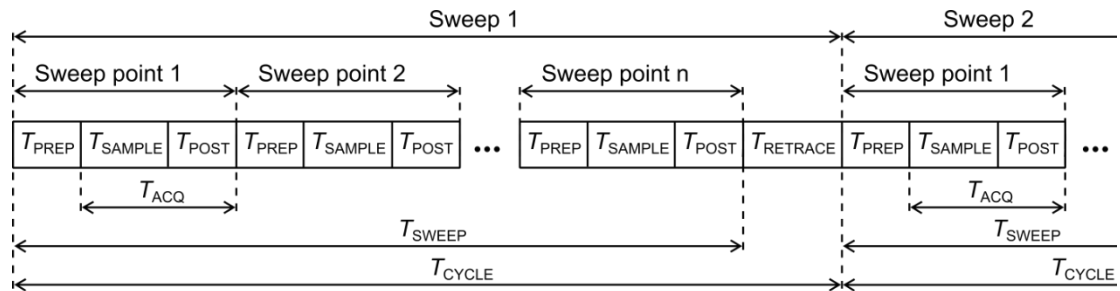 Sweep 1 Sweep 2
Sweep point 1 Sweep point 2 Sweep point n Sweep point 1
TPREP TSAMPLE TPOST TPREP TSAMPLE TPOST ••• TPREP TSAMPLE TPOST TRETRACE TPREP TSAMPLE TPOST •••
TACQ TACQ
TSWEEP TSWEEP
TCYCLE TCYCLE